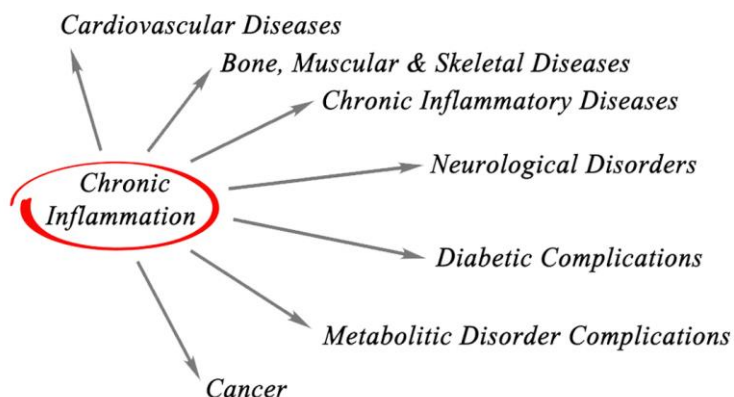 Cardiovascular Diseases
Bone, Muscular & Skeletal Diseases
Chronic Inflammatory Diseases
Neurological Disorders
Chronic
Inflammation
Diabetic Complications
Metabolitic Disorder Complications
Cancer